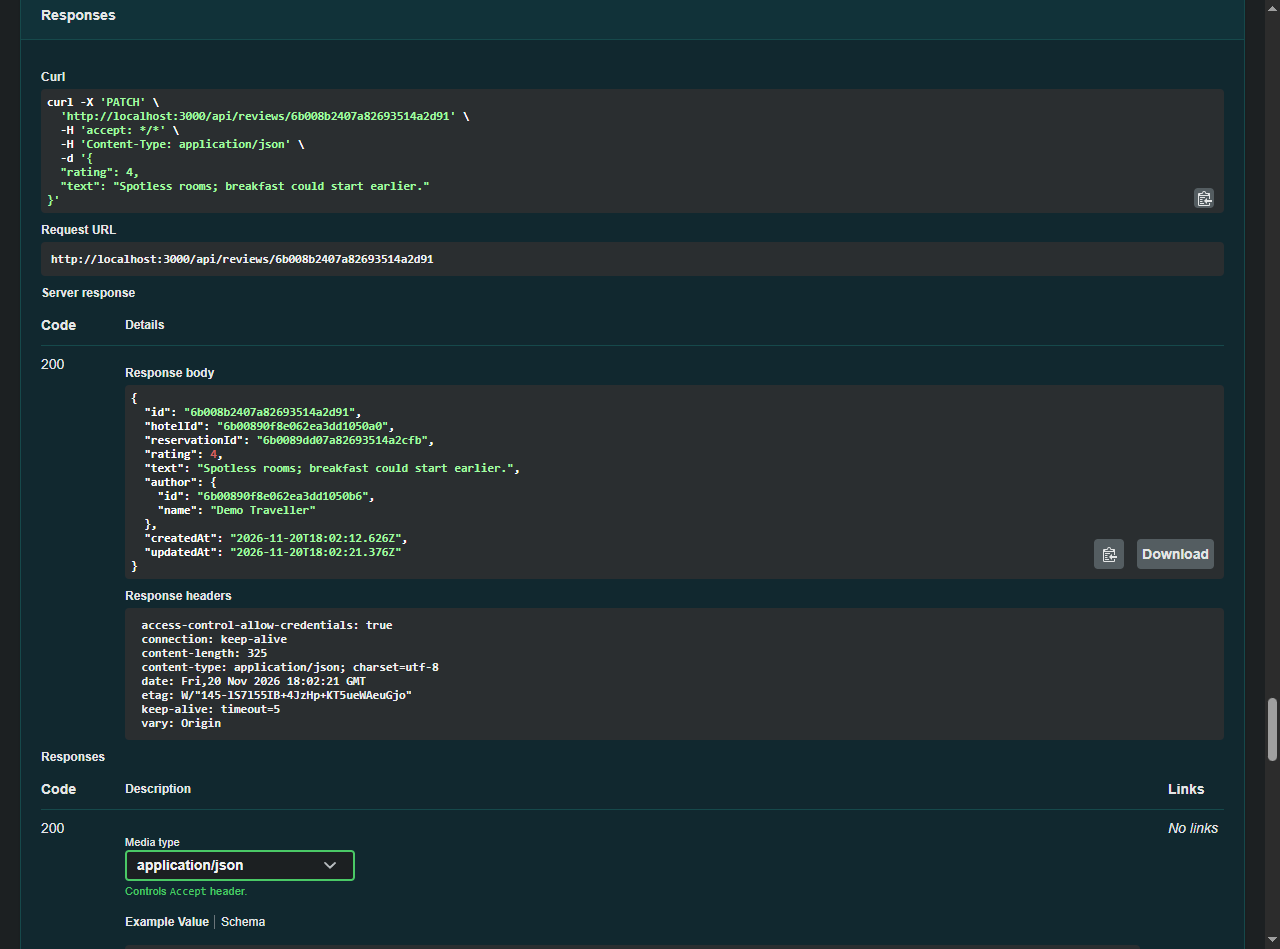 Responses
Curl
curl -X 'PATCH' \
  'http://localhost:3000/api/reviews/6b008b2407a82693514a2d91' \
  -H 'accept: */*' \
  -H 'Content-Type: application/json' \
  -d '{
  "rating": 4,
  "text": "Spotless rooms; breakfast could start earlier."
}'
Request URL
http://localhost:3000/api/reviews/6b008b2407a82693514a2d91
Server response
Code Details
200
Response body
{
  "id": "6b008b2407a82693514a2d91",
  "hotelId": "6b00890f8e062ea3dd1050a0",
  "reservationId": "6b0089dd07a82693514a2cfb",
  "rating": 4,
  "text": "Spotless rooms; breakfast could start earlier.",
  "author": {
    "id": "6b00890f8e062ea3dd1050b6",
    "name": "Demo Traveller"
  },
  "createdAt": "2026-11-20T18:02:12.626Z",
  "updatedAt": "2026-11-20T18:02:21.376Z"
}
Download
Response headers
access-control-allow-credentials: true
connection: keep-alive
content-length: 325
content-type: application/json; charset=utf-8
date: Fri,20 Nov 2026 18:02:21 GMT
etag: W/"145-lS7l55IB+4JzHp+KT5ueWAeuGjo"
keep-alive: timeout=5
vary: Origin
Responses
Code Description Links
200 No links
Media type
application/json
Controls Accept header.
Example Value Schema